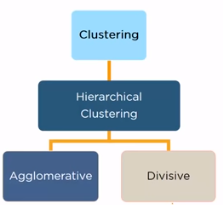 Clustering
Hierarchical
Clustering
Agglomerative
Divisive